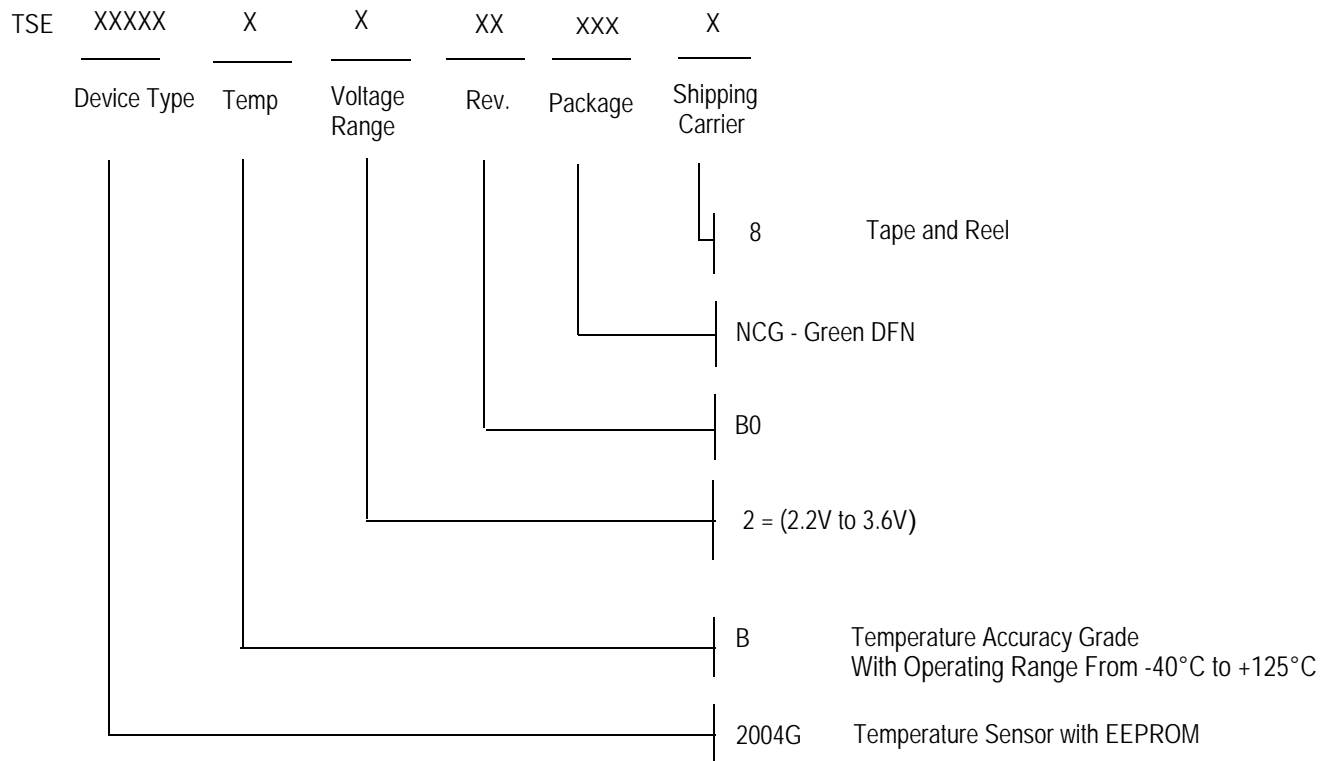 TSE XXXXX X X XX XXX X
Device Type Temp Voltage Range Rev. Package Shipping Carrier
8 Tape and Reel
NCG - Green DFN
B0
2 = (2.2V to 3.6V)
B Temperature Accuracy Grade
With Operating Range From -40°C to +125°C
2004G Temperature Sensor with EEPROM